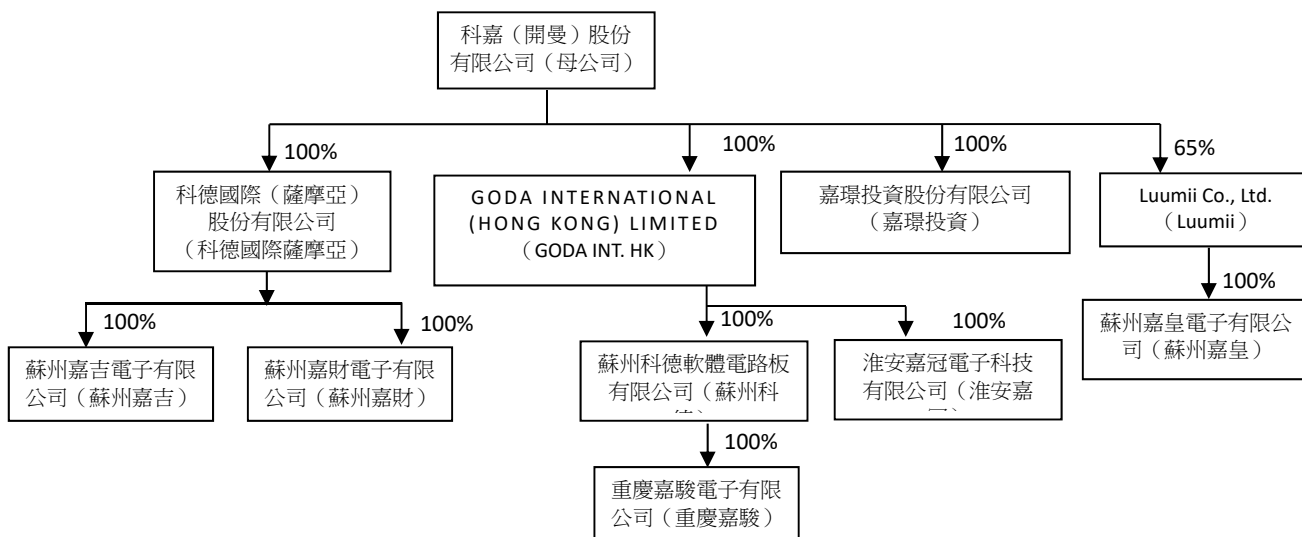 科嘉（開曼）股份
有限公司（母公司）
100%
100%
100%
65%
科德國際（薩摩亞）
股份有限公司
（科德國際薩摩亞）
GODA INTERNATIONAL
(HONG KONG) LIMITED
（GODA INT. HK）
嘉璟投資股份有限公司
（嘉璟投資）
Luumii Co., Ltd.
（Luumii）
100%
100%
100%
100%
100%
蘇州嘉吉電子有限
公司（蘇州嘉吉）
蘇州嘉財電子有限
公司（蘇州嘉財）
蘇州科德軟體電路板
有限公司（蘇州科
淮安嘉冠電子科技
有限公司（淮安嘉
蘇州嘉皇電子有限公
司（蘇州嘉皇）
100%
重慶嘉駿電子有限
公司（重慶嘉駿）